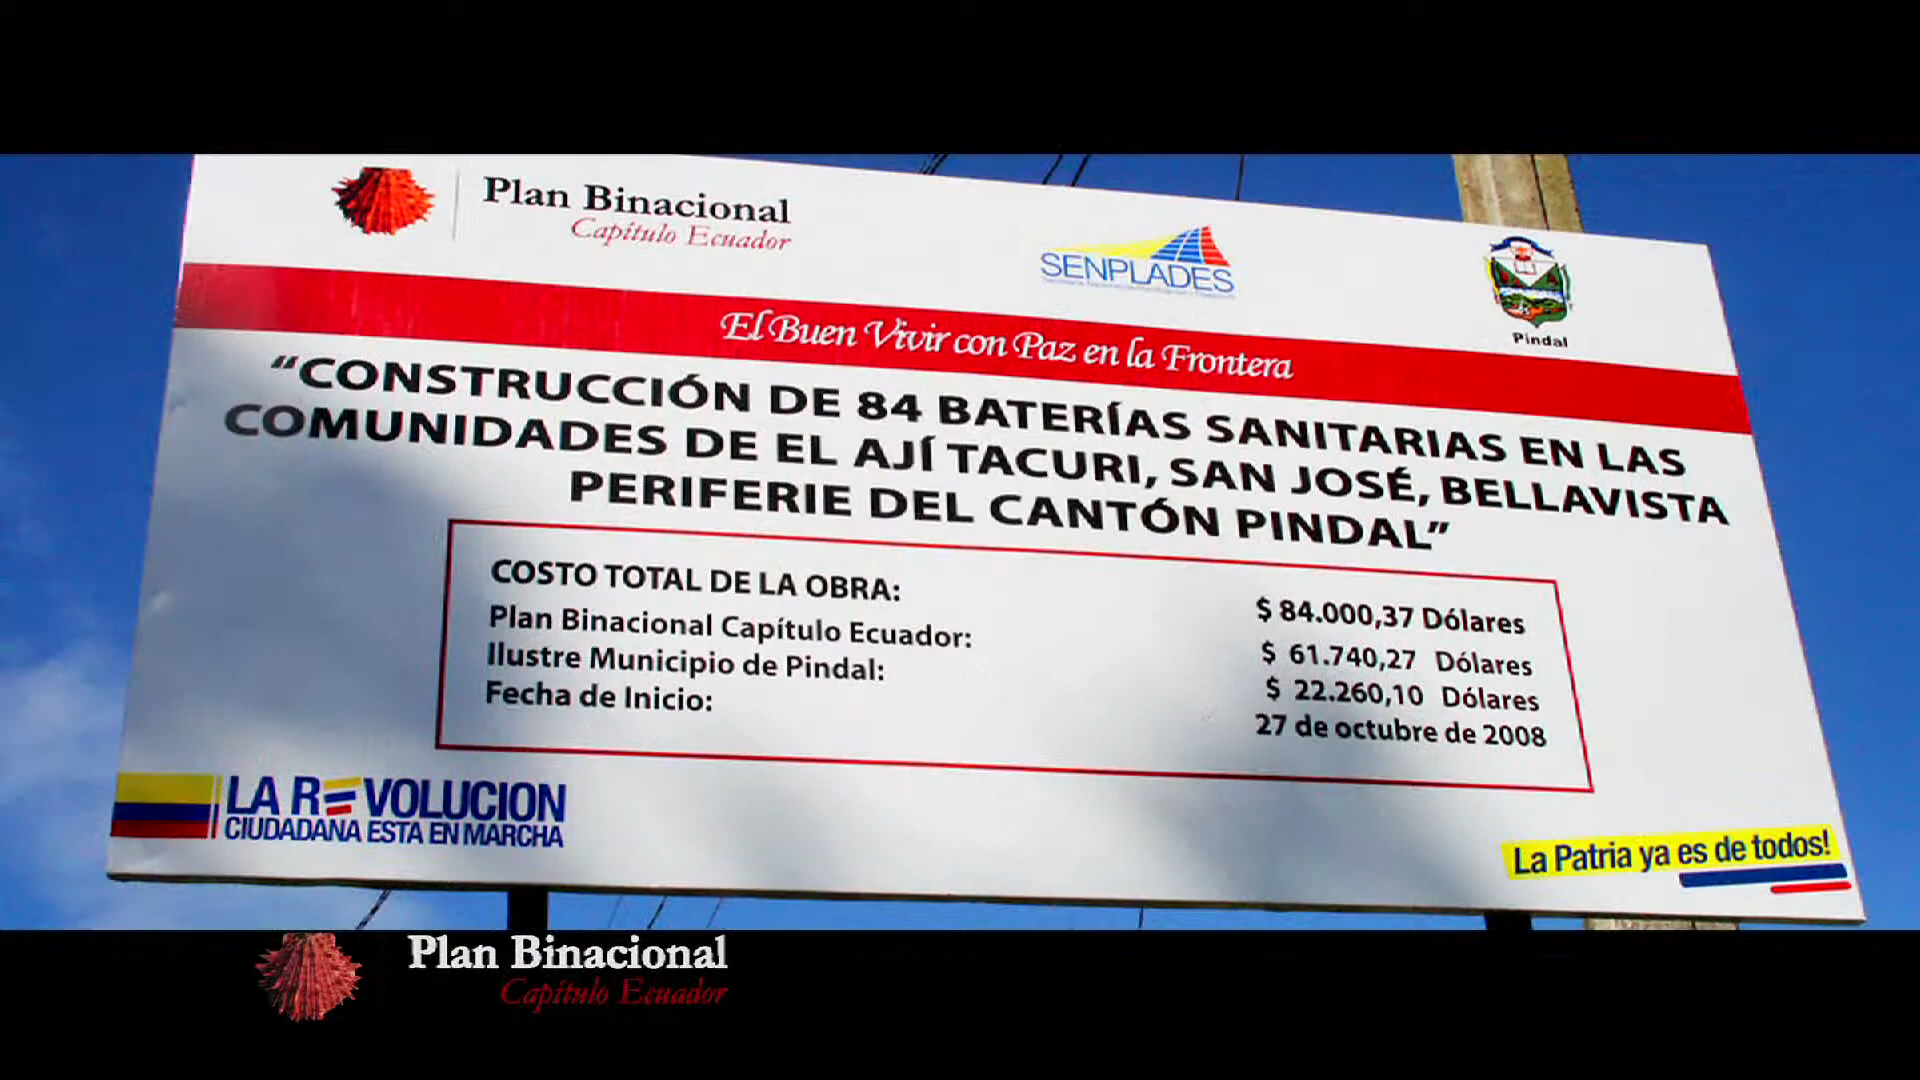 Plan Binacional
Capítulo Ecuador
SENPLADES
Pindal
El Buen Vivir con Paz en la Frontera
“CONSTRUCCIÓN DE 84 BATERÍAS SANITARIAS EN LAS
COMUNIDADES DE EL AJÍ TACURI, SAN JOSÉ, BELLAVISTA
PERIFERIE DEL CANTÓN PINDAL”
COSTO TOTAL DE LA OBRA: $ 84.000,37 Dólares
Plan Binacional Capítulo Ecuador: $ 61.740,27 Dólares
Ilustre Municipio de Pindal: $ 22.260,10 Dólares
Fecha de Inicio: 27 de octubre de 2008
LA REVOLUCION
CIUDADANA ESTA EN MARCHA
La Patria ya es de todos!
Plan Binacional
Capítulo Ecuador